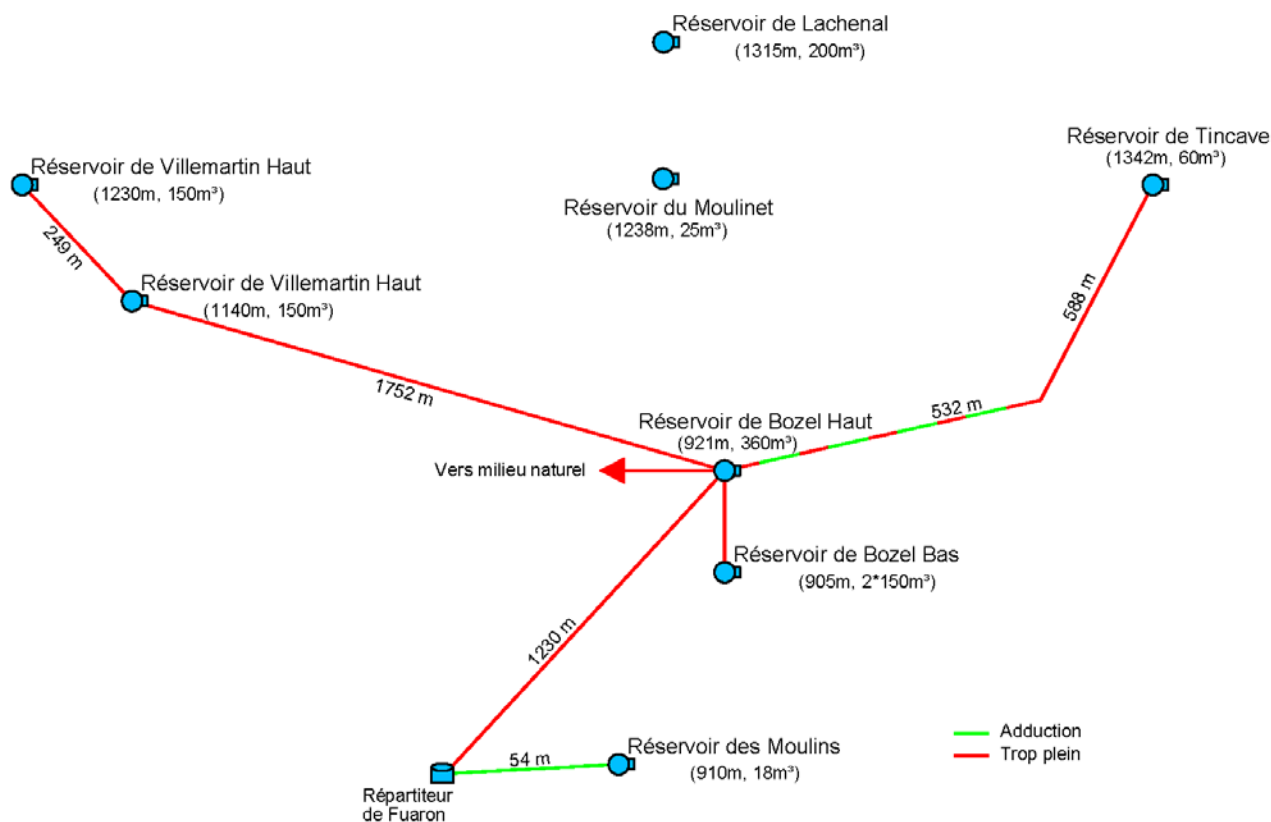 Réservoir de Lachenal
(1315m, 200m³)
Réservoir de Tincave
(1342m, 60m³)
Réservoir de Villemartin Haut
(1230m, 150m³)
Réservoir du Moulinet
(1238m, 25m³)
249 m
Réservoir de Villemartin Haut
(1140m, 150m³)
588 m
1752 m
532 m
Réservoir de Bozel Haut
(921m, 360m³)
Vers milieu naturel
Réservoir de Bozel Bas
(905m, 2*150m³)
1230 m
Réservoir des Moulins
(910m, 18m³)
54 m
Répartiteur
de Fuaron
Adduction
Trop plein